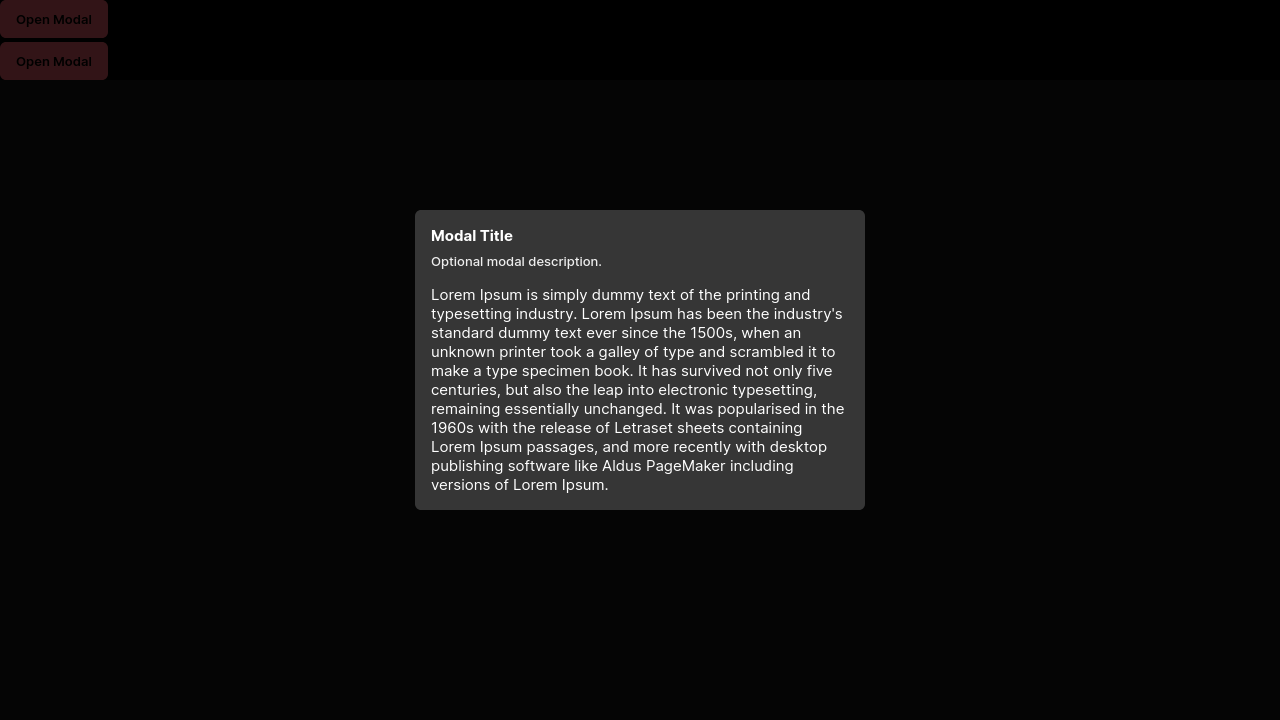 Open Modal
Open Modal
Modal Title
Optional modal description.
Lorem Ipsum is simply dummy text of the printing and
typesetting industry. Lorem Ipsum has been the industry's
standard dummy text ever since the 1500s, when an
unknown printer took a galley of type and scrambled it to
make a type specimen book. It has survived not only five
centuries, but also the leap into electronic typesetting,
remaining essentially unchanged. It was popularised in the
1960s with the release of Letraset sheets containing
Lorem Ipsum passages, and more recently with desktop
publishing software like Aldus PageMaker including
versions of Lorem Ipsum.